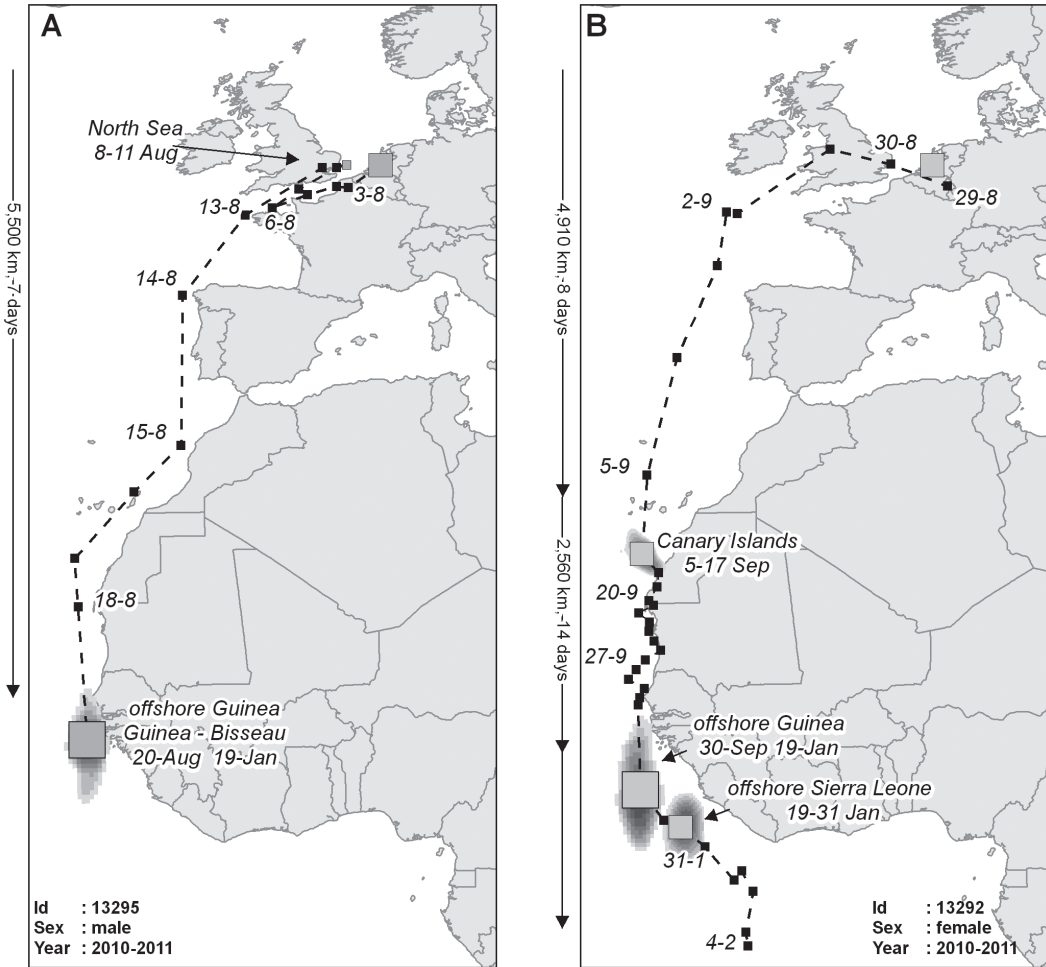 A
North Sea
8-11 Aug
3-8
13-8
6-8
14-8
15-8
18-8
offshore Guinea
Guinea - Bisseau
20-Aug 19-Jan
5,500 km,-7-days
Id : 13295
Sex : male
Year : 2010-2011
B
30-8
29-8
2-9
5-9
Canary Islands
5-17 Sep
20-9
27-9
offshore Guinea
30-Sep 19-Jan
offshore Sierra Leone
19-31 Jan
31-1
4-2
4,910 km,-8 days
2,560 km,-14 days
Id : 13292
Sex : female
Year : 2010-2011